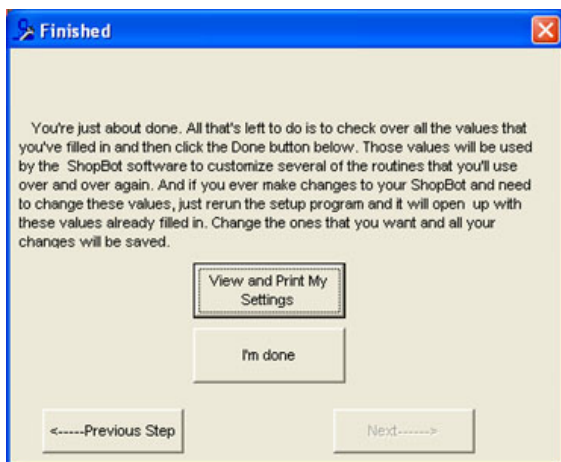 Finished
You're just about done. All that's left to do is to check over all the values that
you've filled in and then click the Done button below. Those values will be used
by the ShopBot software to customize several of the routines that you'll use
over and over again. And if you ever make changes to your ShopBot and need
to change these values, just rerun the setup program and it will open up with
these values already filled in. Change the ones that you want and all your
changes will be saved.
View and Print My
Settings
I'm done
<-----Previous Step
Next------>